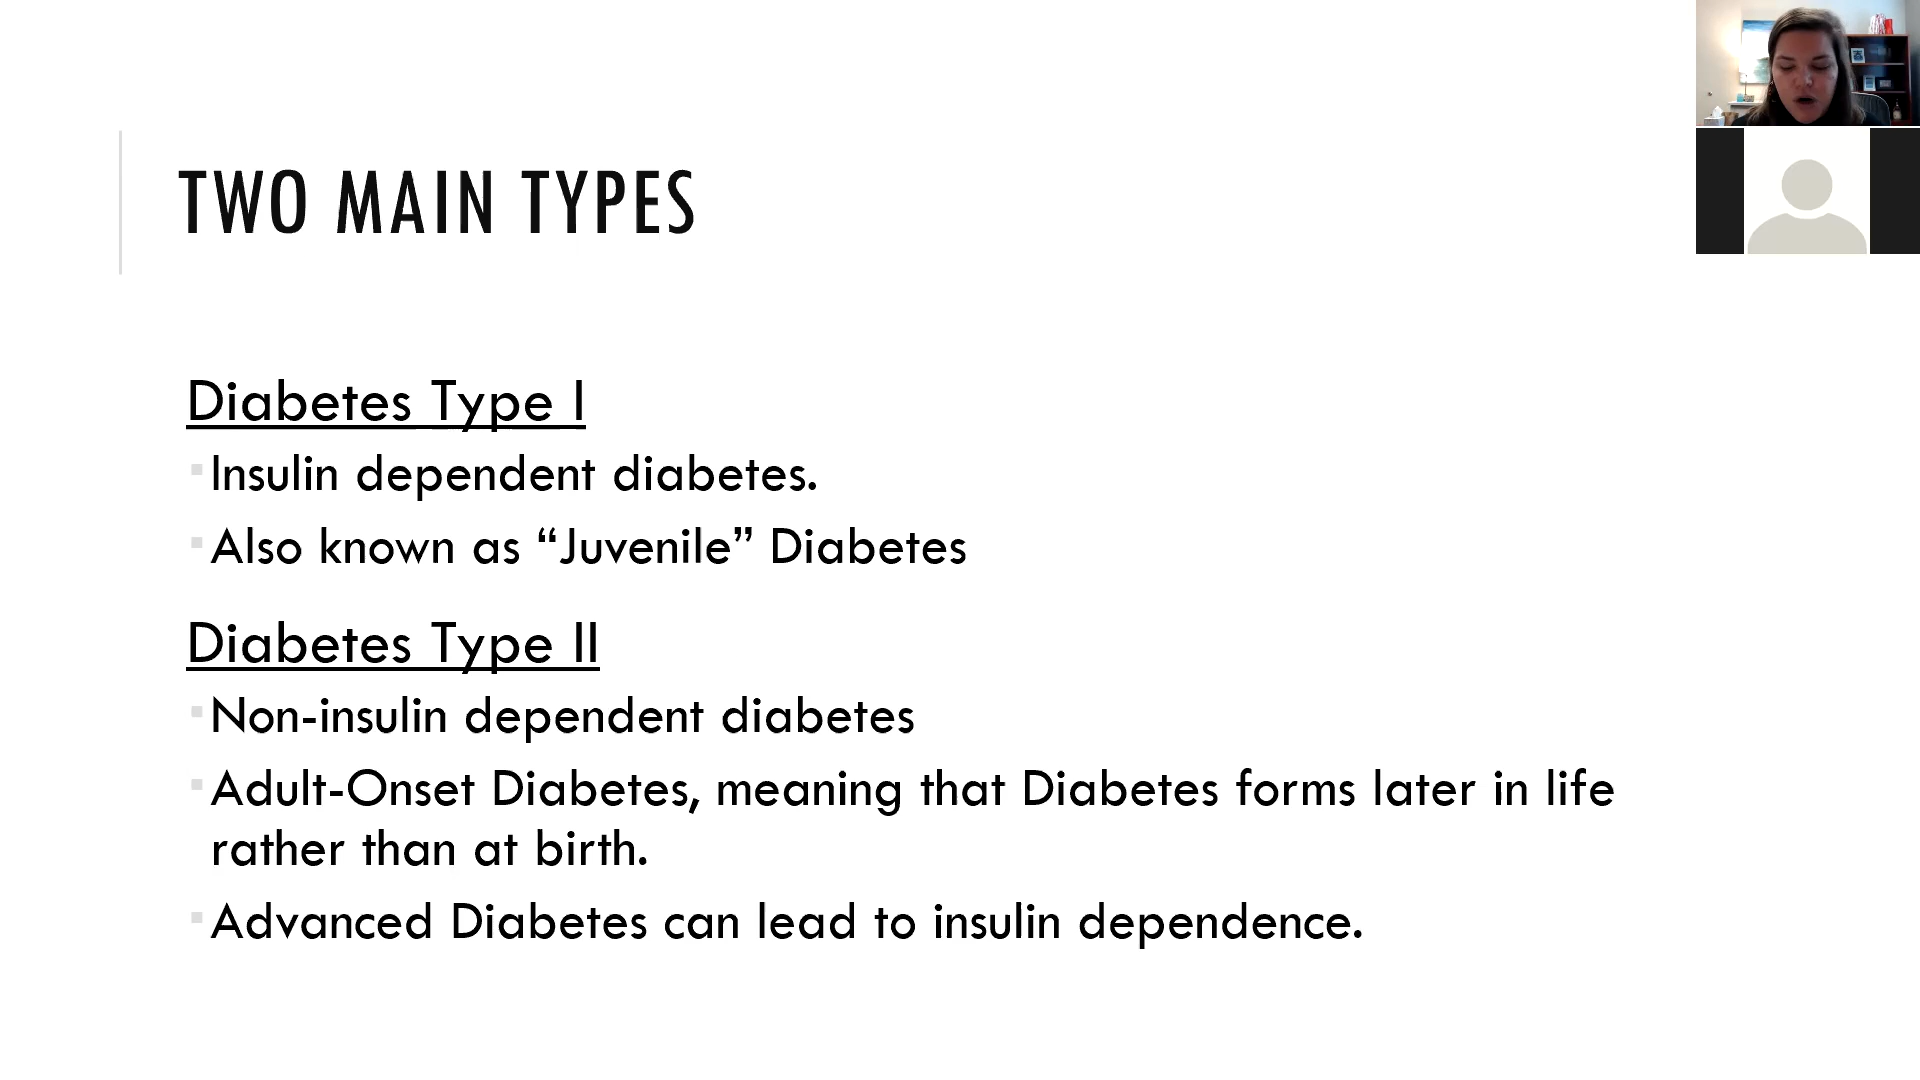 TWO MAIN TYPES
Diabetes Type I
Insulin dependent diabetes.
Also known as “Juvenile” Diabetes
Diabetes Type II
Non-insulin dependent diabetes
Adult-Onset Diabetes, meaning that Diabetes forms later in life
rather than at birth.
Advanced Diabetes can lead to insulin dependence.